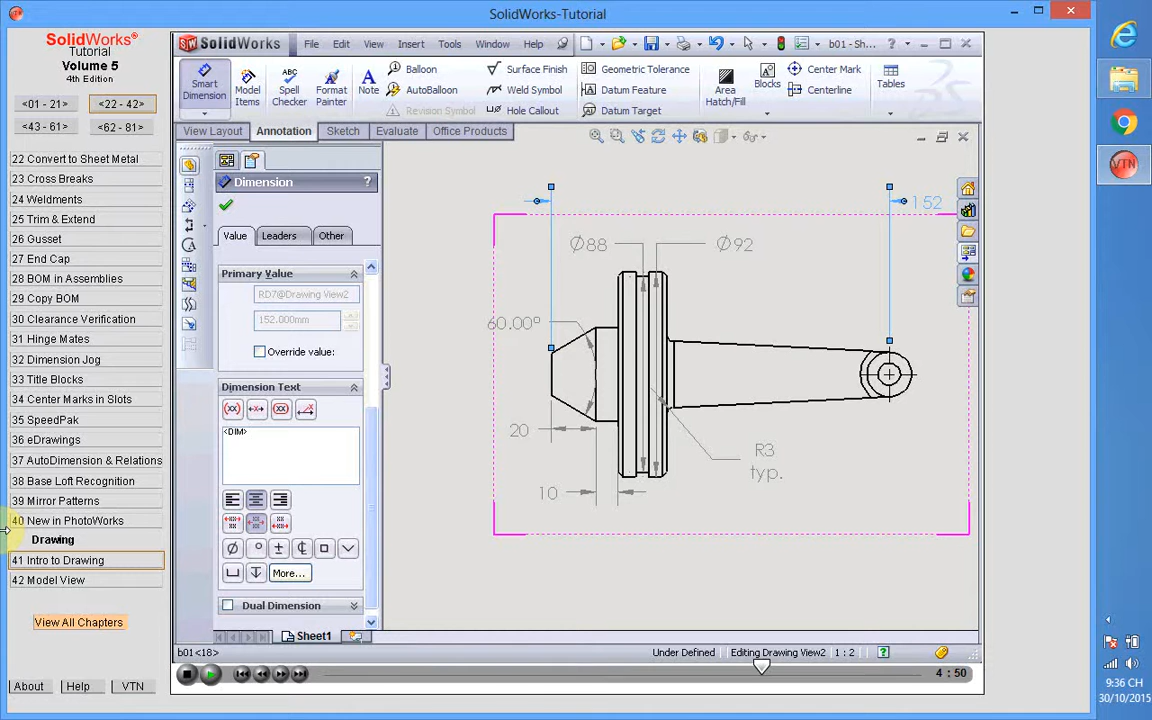 SolidWorks-Tutorial
SolidWorks®
Tutorial
Volume 5
4th Edition
<01 - 21>
<22 - 42>
<43 - 61>
<62 - 81>
22 Convert to Sheet Metal
23 Cross Breaks
24 Weldments
25 Trim & Extend
26 Gusset
27 End Cap
28 BOM in Assemblies
29 Copy BOM
30 Clearance Verification
31 Hinge Mates
32 Dimension Jog
33 Title Blocks
34 Center Marks in Slots
35 SpeedPak
36 eDrawings
37 AutoDimension & Relations
38 Base Loft Recommendation
39 Mirror Patterns
40 New in PhotoWorks
Drawing
41 Intro to Drawing
42 Model View
View All Chapters
About
Help
VTN
SolidWorks
File
Edit
View
Insert
Tools
Window
Help
b01 - Sh...
Smart Dimension
Model Items
Spell Checker
Format Painter
Note
Balloon
AutoBalloon
Revision Symbol
Surface Finish
Weld Symbol
Hole Callout
Geometric Tolerance
Datum Feature
Datum Target
Area Hatch/Fill
Blocks
Center Mark
Centerline
Tables
View Layout
Annotation
Sketch
Evaluate
Office Products
Dimension
?
Value
Leaders
Other
Primary Value
RD7@Drawing View2
152.000mm
Override value:
Dimension Text
<DIM>
More...
Dual Dimension
Sheet1
152
Ø88
Ø92
60.00°
20
10
R3
typ.
b01<18>
Under Defined
Editing Drawing View2
1 : 2
4 : 50
VTN
9:36 CH
30/10/2015